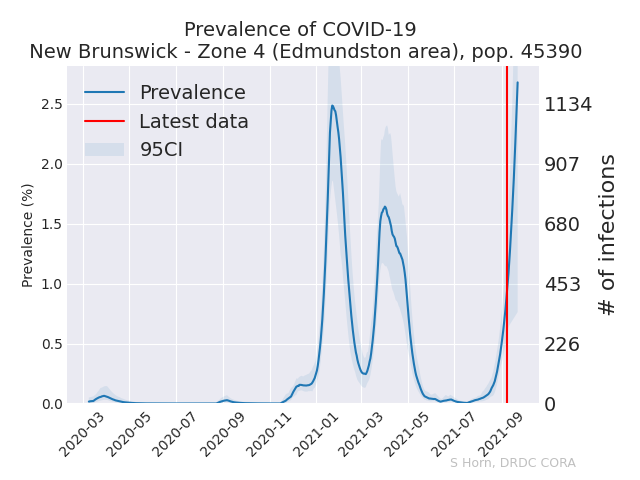 Prevalence of COVID-19
New Brunswick - Zone 4 (Edmundston area), pop. 45390
Prevalence
Latest data
95CI
Prevalence (%)
2.5
2.0
1.5
1.0
0.5
0.0
1134
907
680
453
226
0
# of infections
2020-03
2020-05
2020-07
2020-09
2020-11
2021-01
2021-03
2021-05
2021-07
2021-09
S Horn, DRDC CORA